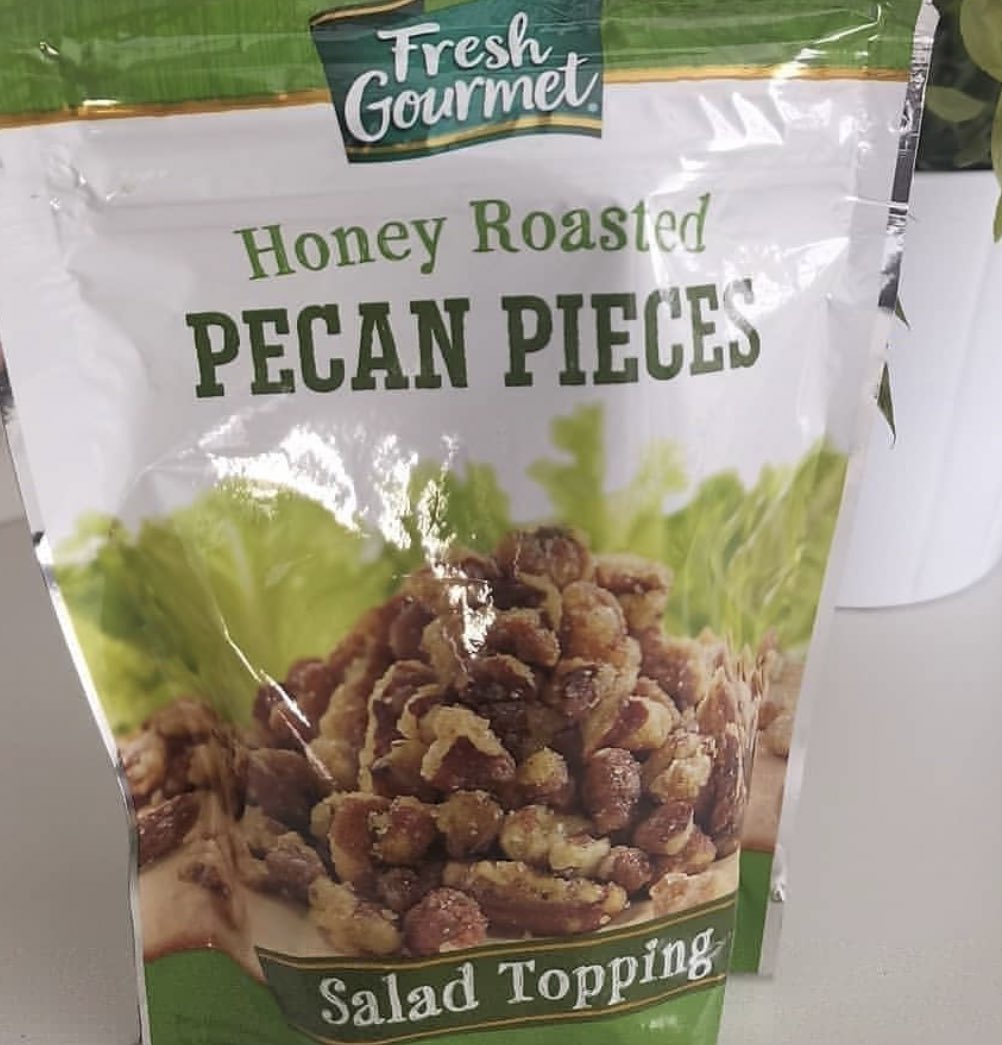 Fresh
Gourmet®
Honey Roasted
PECAN PIECES
Salad Topping